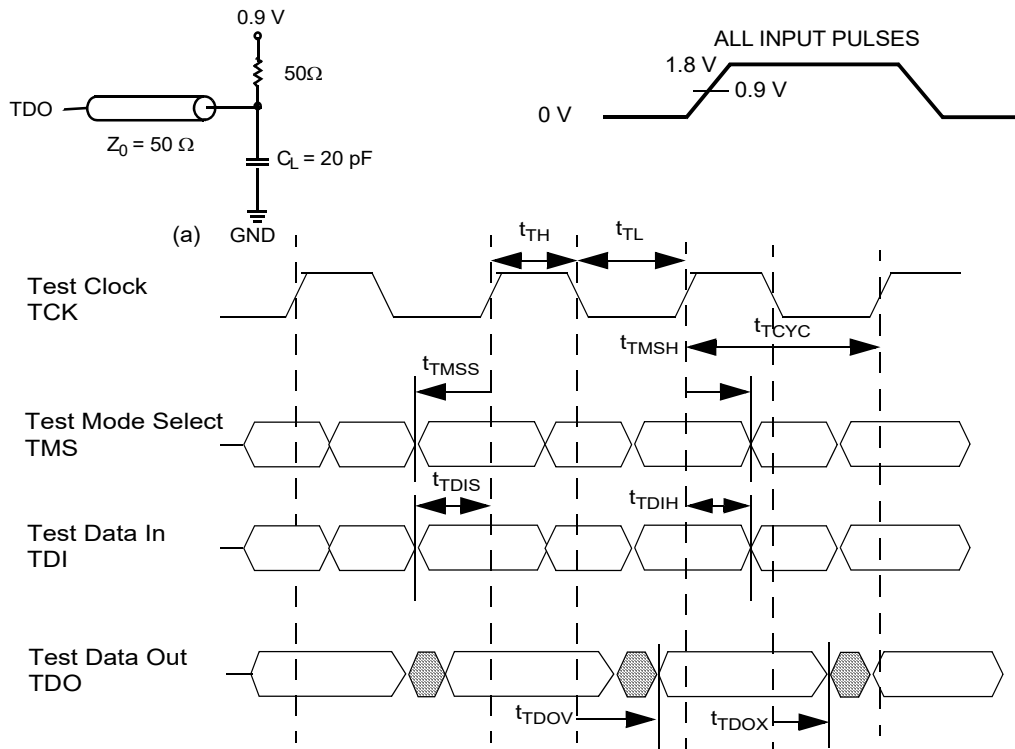 0.9 V
50Ω
TDO
Z0 = 50 Ω
CL = 20 pF
(a)
GND
ALL INPUT PULSES
1.8 V
0.9 V
0 V
tTH
tTL
Test Clock
TCK
tTCYC
tTMSH
tTMSS
Test Mode Select
TMS
tTDIS
tTDIH
Test Data In
TDI
Test Data Out
TDO
tTDOV
tTDOX